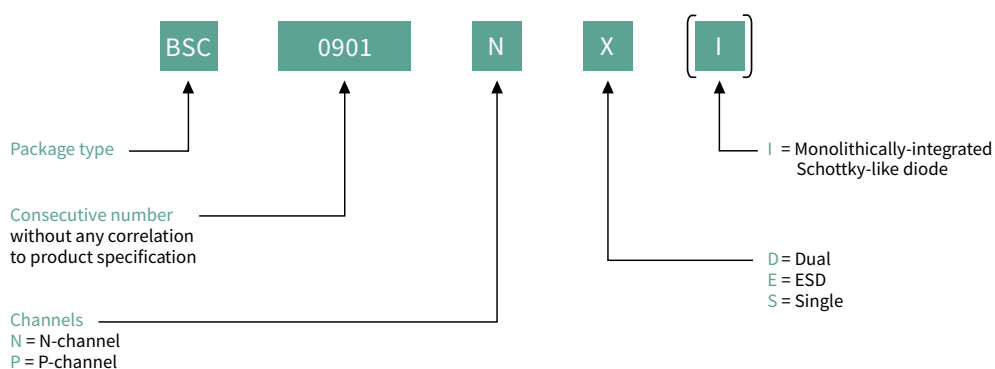 BSC 0901 N X I
Package type
I = Monolithically-integrated
Schottky-like diode
Consecutive number
without any correlation
to product specification
D = Dual
E = ESD
S = Single
Channels
N = N-channel
P = P-channel